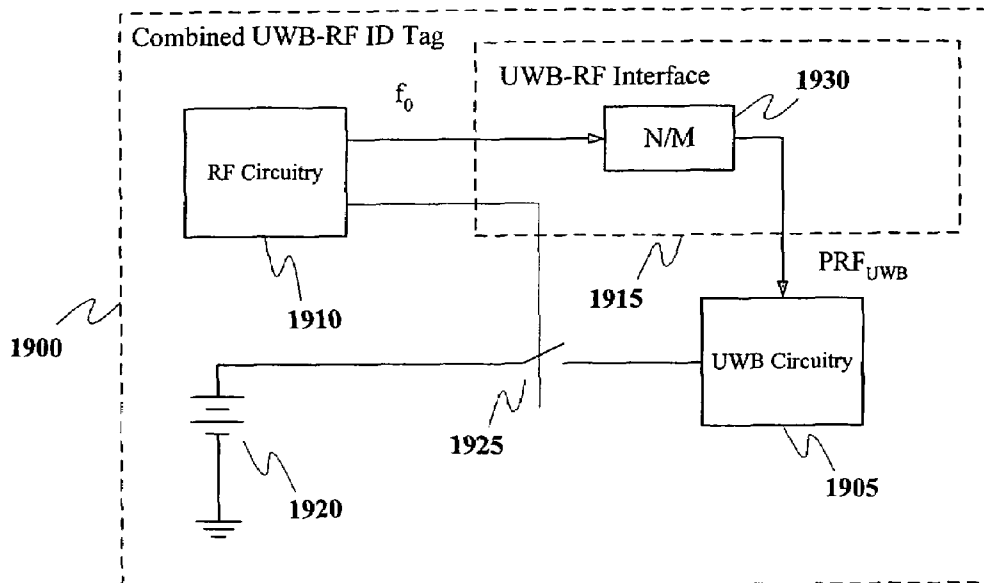 Combined UWB-RF ID Tag
UWB-RF Interface
1930
f0
N/M
RF Circuitry
PRFUWB
1915
1910
1900
UWB Circuitry
1925
1920
1905